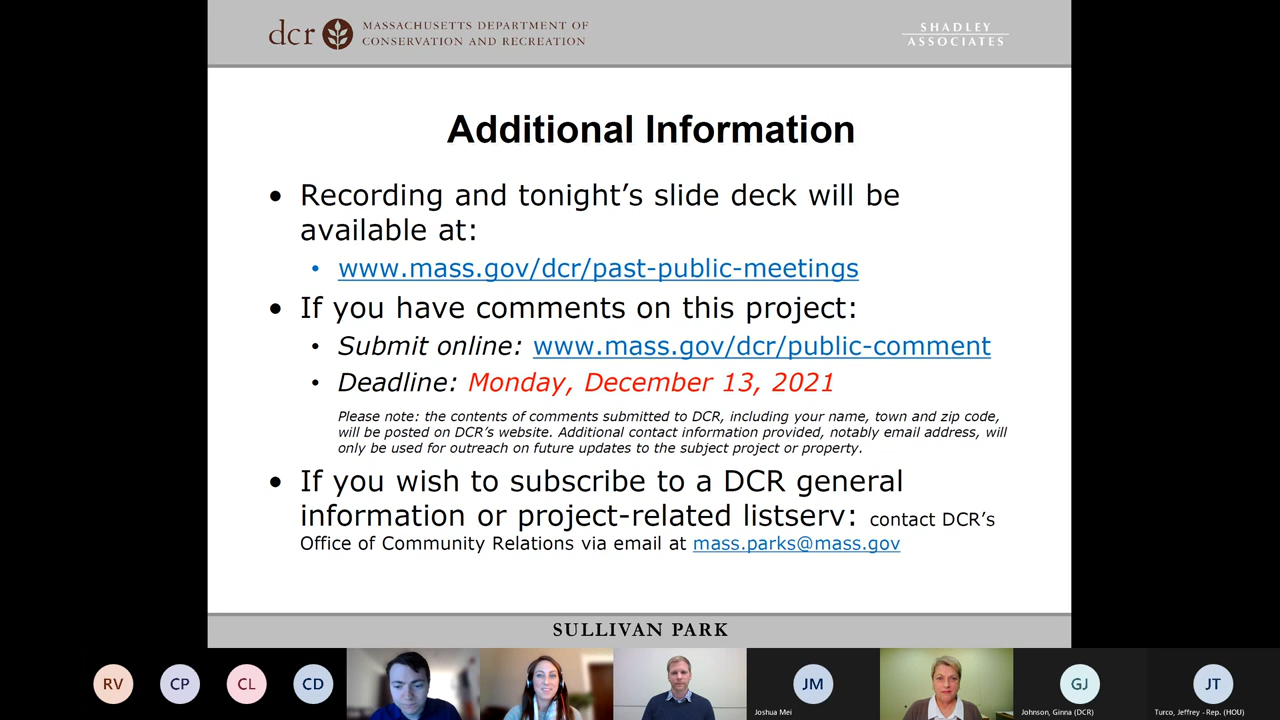 dcr
MASSACHUSETTS DEPARTMENT OF
CONSERVATION AND RECREATION
SHADLEY
ASSOCIATES
Additional Information
• Recording and tonight's slide deck will be
available at:
• www.mass.gov/dcr/past-public-meetings
• If you have comments on this project:
• Submit online: www.mass.gov/dcr/public-comment
• Deadline: Monday, December 13, 2021
Please note: the contents of comments submitted to DCR, including your name, town and zip code,
will be posted on DCR's website. Additional contact information provided, notably email address, will
only be used for outreach on future updates to the subject project or property.
• If you wish to subscribe to a DCR general
information or project-related listserv: contact DCR's
Office of Community Relations via email at mass.parks@mass.gov
SULLIVAN PARK
RV
CP
CL
CD
JM
GJ
JT
Joshua Mei
Johnson, Ginna (DCR)
Turco, Jeffrey - Rep. (HOU)